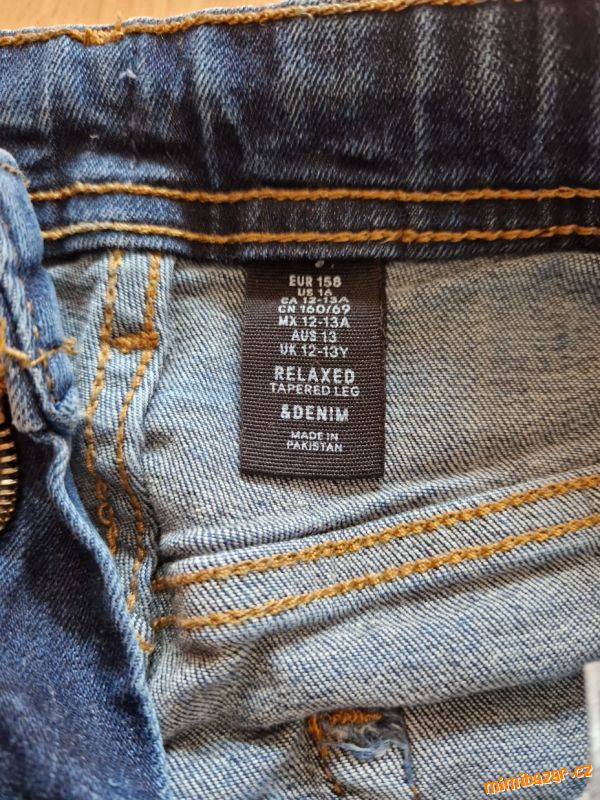 EUR 158
US 1A
CA 12-13A
CN 160/69
MX 12-13A
AUS 13
UK 12-13Y
RELAXED
TAPERED LEG
&DENIM
MADE IN
PAKISTAN
mimibazar.cz